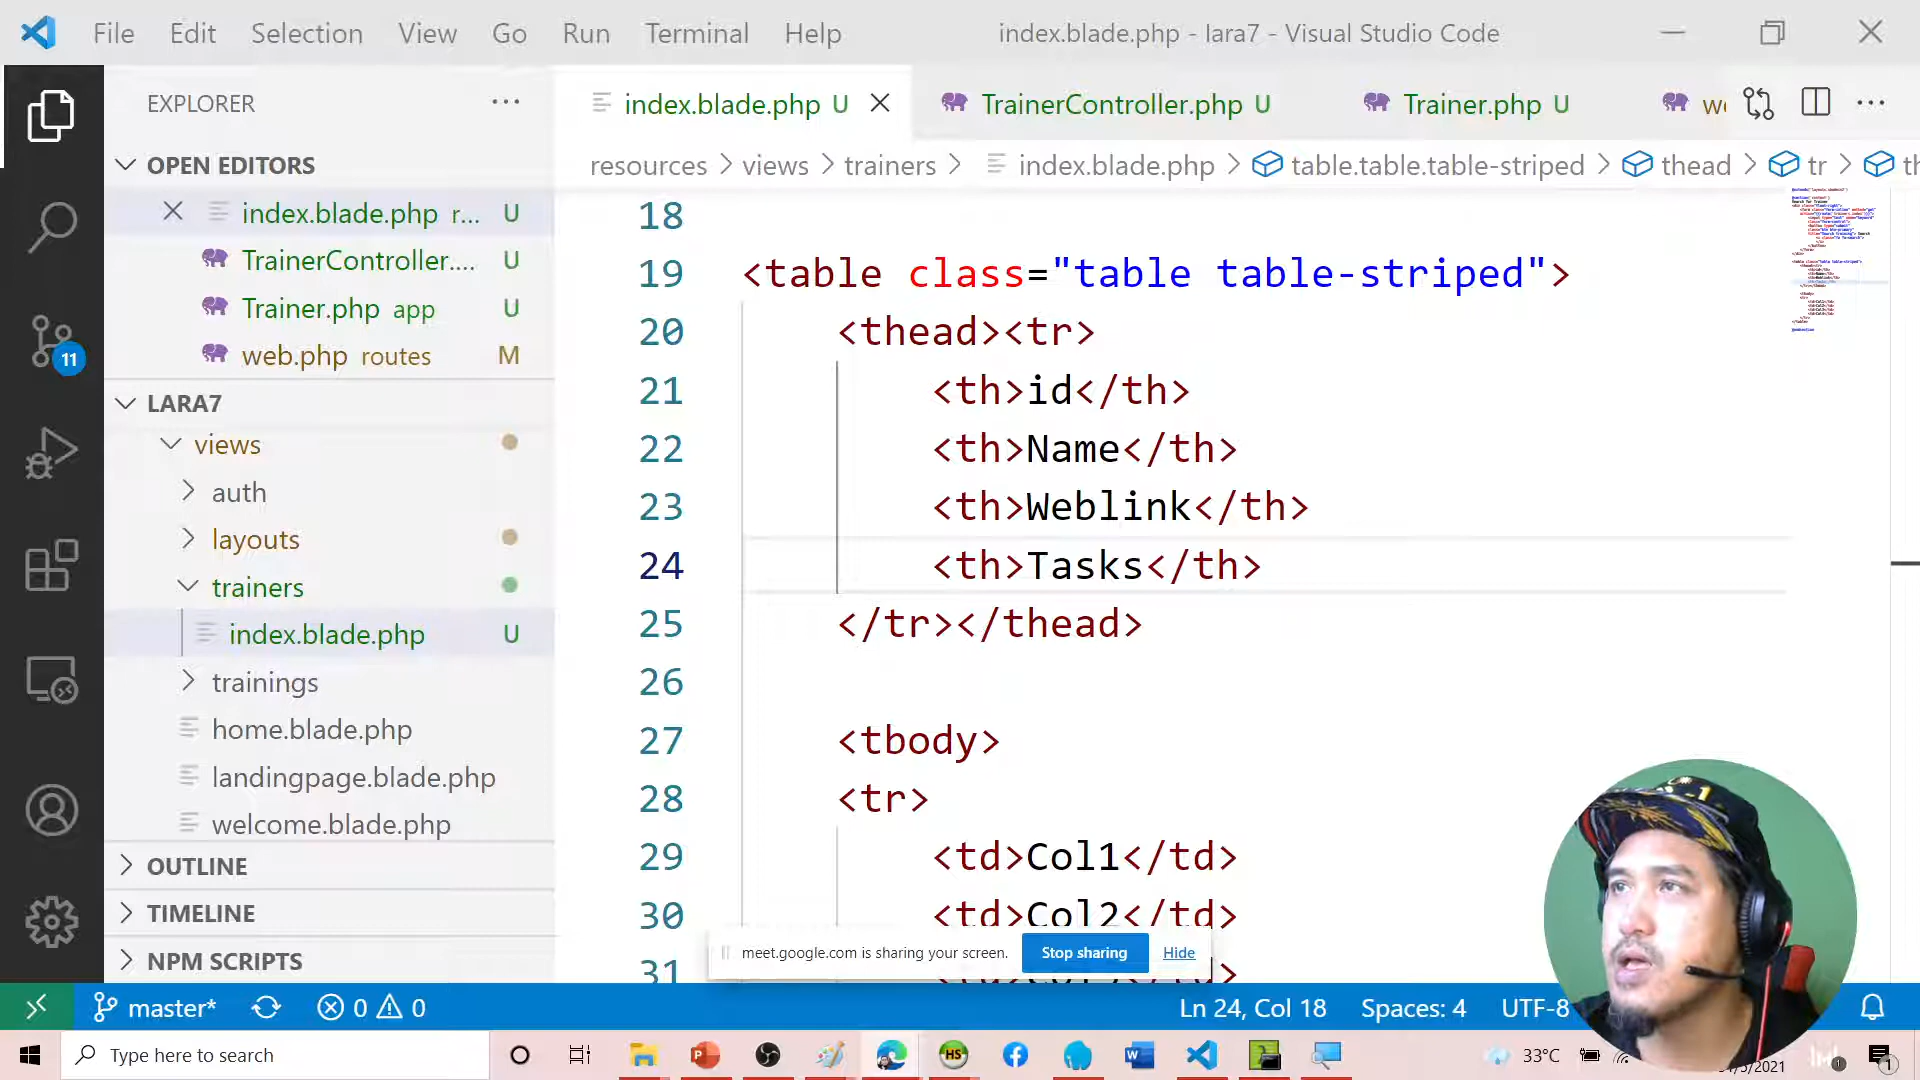 File Edit Selection View Go Run Terminal Help index.blade.php - lara7 - Visual Studio Code
EXPLORER
index.blade.php U TrainerController.php U Trainer.php U
OPEN EDITORS
resources > views > trainers > index.blade.php > table.table.table-striped > thead > tr >
index.blade.php r... U
TrainerController.... U
Trainer.php app U
web.php routes M
LARA7
views
auth
layouts
trainers
index.blade.php U
trainings
home.blade.php
landingpage.blade.php
welcome.blade.php
OUTLINE
TIMELINE
NPM SCRIPTS
11
18
19 <table class="table table-striped">
20 <thead><tr>
21 <th>id</th>
22 <th>Name</th>
23 <th>Weblink</th>
24 <th>Tasks</th>
25 </tr></thead>
26
27 <tbody>
28 <tr>
29 <td>Col1</td>
30 <td>Col2</td>
31
meet.google.com is sharing your screen. Stop sharing Hide
master* 0 0 Ln 24, Col 18 Spaces: 4 UTF-8
Type here to search 33°C